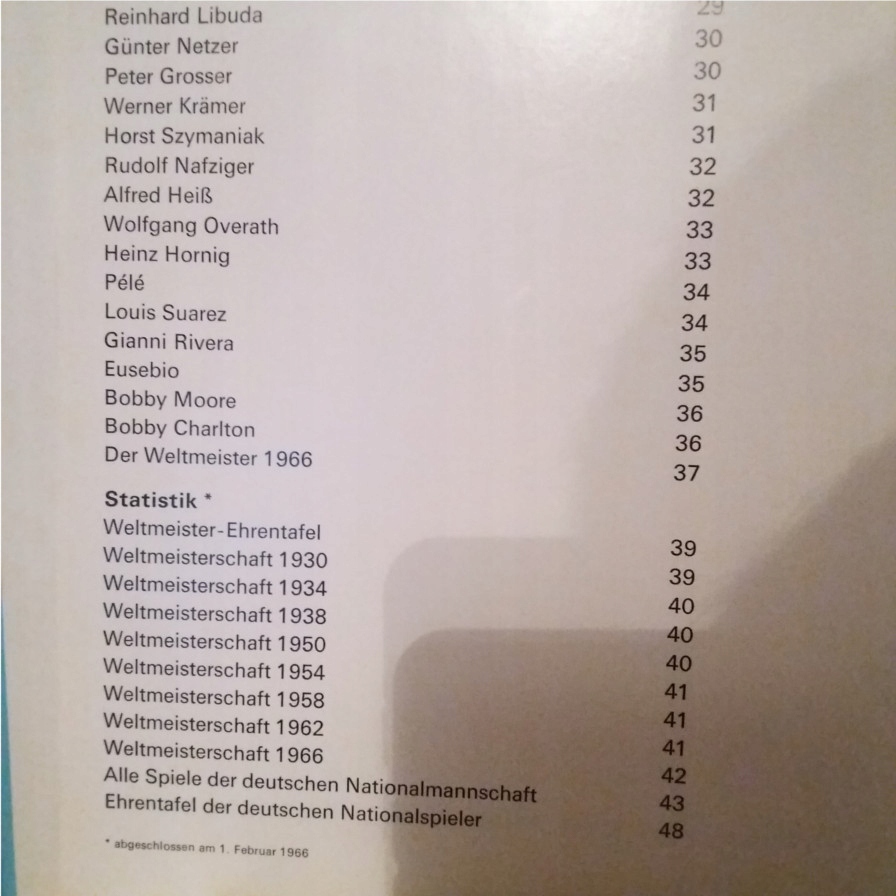 Reinhard Libuda 29
Günter Netzer 30
Peter Grosser 30
Werner Krämer 31
Horst Szymaniak 31
Rudolf Nafziger 32
Alfred Heiß 32
Wolfgang Overath 33
Heinz Hornig 33
Pélé 34
Louis Suarez 34
Gianni Rivera 35
Eusebio 35
Bobby Moore 36
Bobby Charlton 36
Der Weltmeister 1966 37
Statistik *
Weltmeister-Ehrentafel 39
Weltmeisterschaft 1930 39
Weltmeisterschaft 1934 40
Weltmeisterschaft 1938 40
Weltmeisterschaft 1950 40
Weltmeisterschaft 1954 41
Weltmeisterschaft 1958 41
Weltmeisterschaft 1962 41
Weltmeisterschaft 1966 42
Alle Spiele der deutschen Nationalmannschaft 43
Ehrentafel der deutschen Nationalspieler 48
* abgeschlossen am 1. Februar 1966